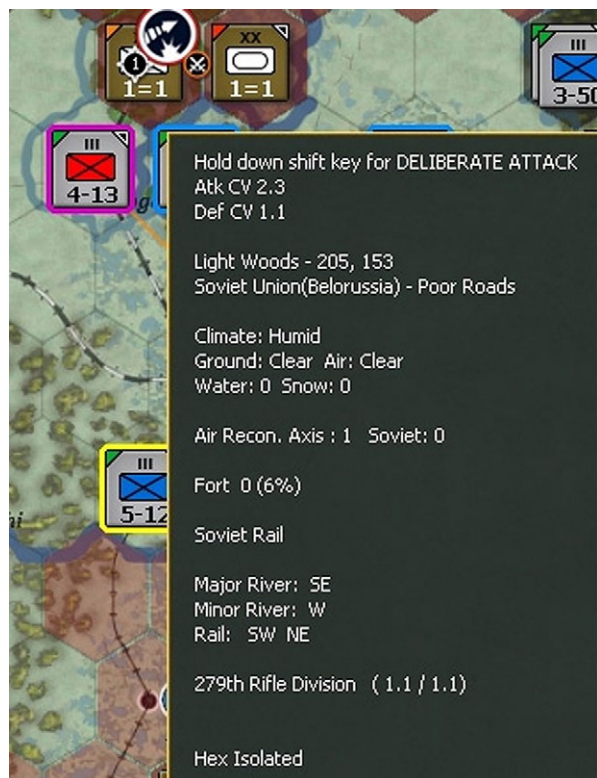 XX
1
1=1
1=1
III
3-50
III
4-13
Hold down shift key for DELIBERATE ATTACK
Atk CV 2.3
Def CV 1.1
Light Woods - 205, 153
Soviet Union(Belorussia) - Poor Roads
Climate: Humid
Ground: Clear Air: Clear
Water: 0 Snow: 0
Air Recon. Axis : 1 Soviet: 0
III
5-12
Fort 0 (6%)
hi
Soviet Rail
Major River: SE
Minor River: W
Rail: SW NE
279th Rifle Division ( 1.1 / 1.1)
Hex Isolated